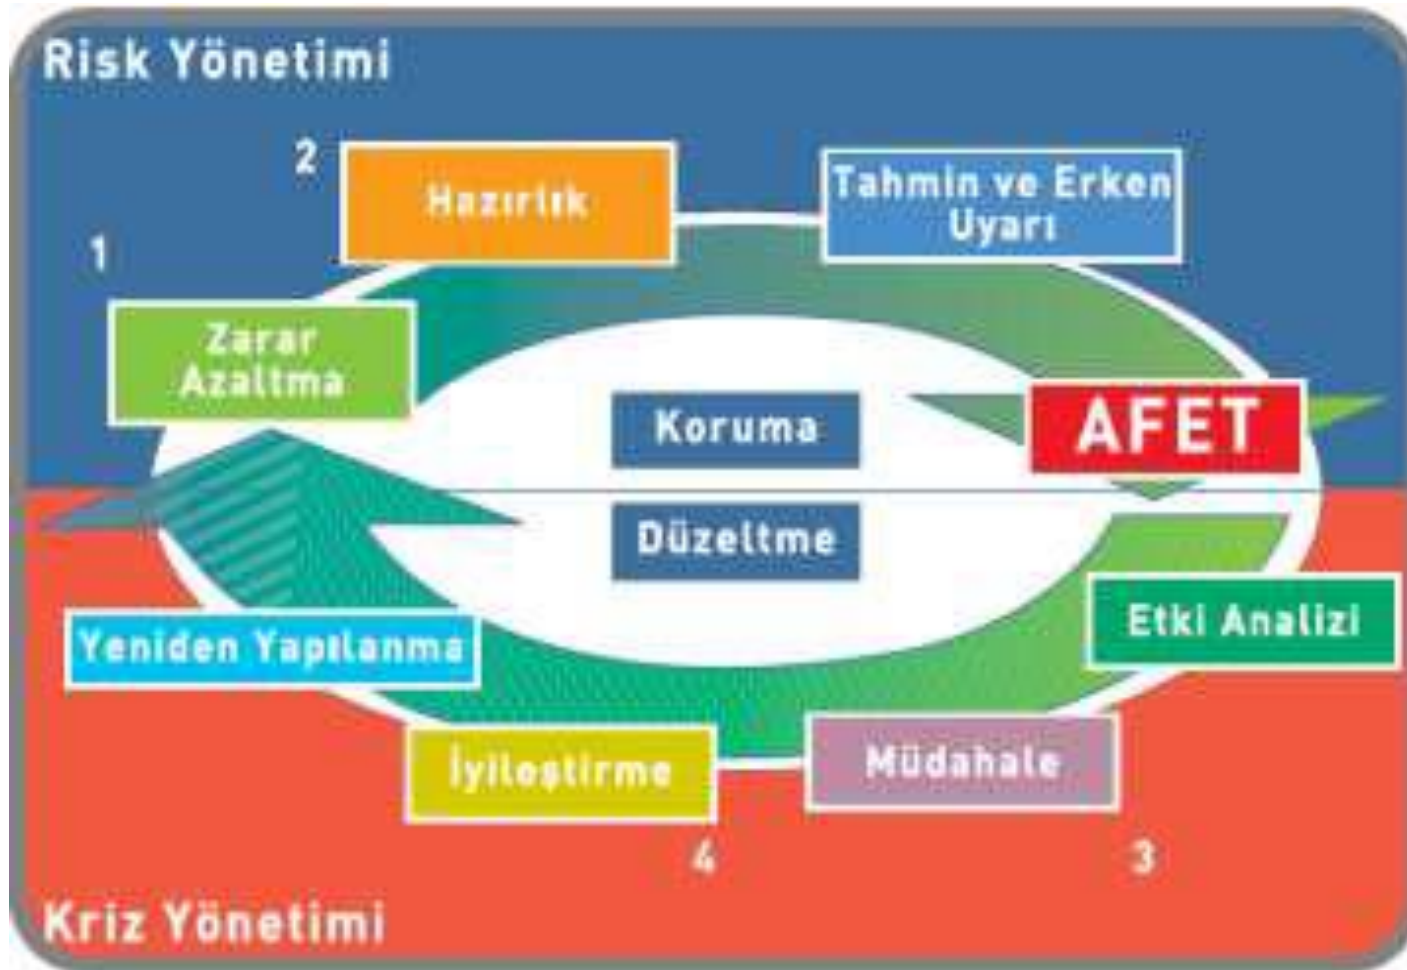 Risk Yönetimi
2
Hazırlık
Tahmin ve Erken
Uyarı
1
Zarar
Azaltma
Koruma
AFET
Düzeltme
Etki Analizi
Yeniden Yapılanma
İyileştirme
Müdahale
4
3
Kriz Yönetimi